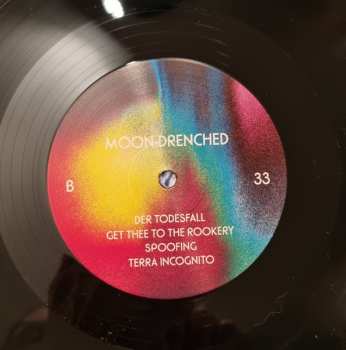 MOON-DRENCHED
B
33
DER TODESFALL
GET THEE TO THE ROOKERY
SPOOFING
TERRA INCOGNITO